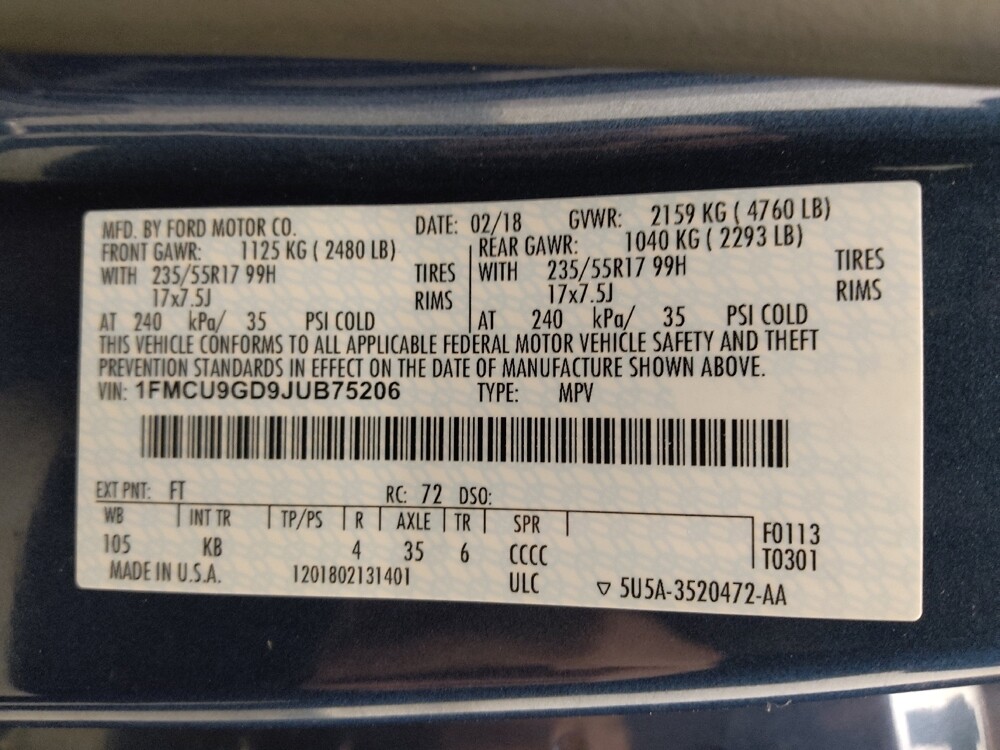 MFD. BY FORD MOTOR CO. DATE: 02/18 GVWR: 2159 KG ( 4760 LB)
FRONT GAWR: 1125 KG ( 2480 LB) REAR GAWR: 1040 KG ( 2293 LB)
WITH 235/55R17 99H TIRES WITH 235/55R17 99H TIRES
17x7.5J RIMS 17x7.5J RIMS
AT 240 kPa/ 35 PSI COLD AT 240 kPa/ 35 PSI COLD
THIS VEHICLE CONFORMS TO ALL APPLICABLE FEDERAL MOTOR VEHICLE SAFETY AND THEFT
PREVENTION STANDARDS IN EFFECT ON THE DATE OF MANUFACTURE SHOWN ABOVE.
VIN: 1FMCU9GD9JUB75206 TYPE: MPV
EXT PNT: FT RC: 72 DSO:
WB INT TR TP/PS R AXLE TR SPR F0113
105 KB 4 35 6 CCCC T0301
MADE IN U.S.A. 1201802131401 ULC ▽ 5U5A-3520472-AA